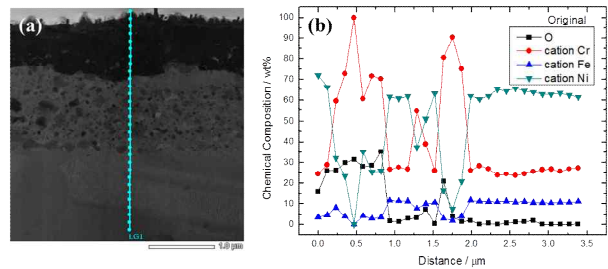 (a)
LG1
1.0 μm
(b)
Original
O
cation Cr
cation Fe
cation Ni
Chemical Composition / wt%
100
90
80
70
60
50
40
30
20
10
0
0.0 0.5 1.0 1.5 2.0 2.5 3.0 3.5
Distance / μm